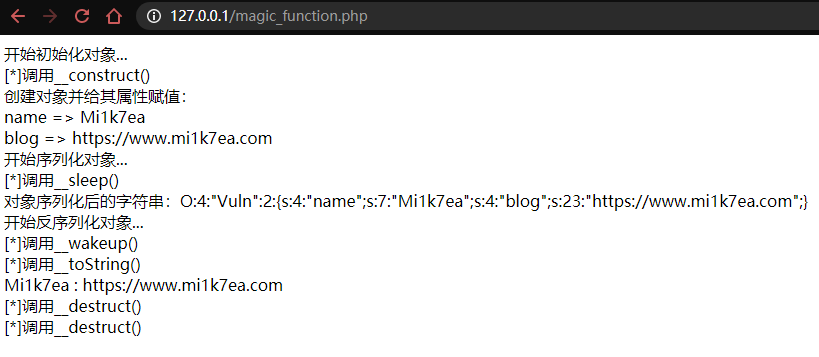 127.0.0.1/magic_function.php
开始初始化对象...
[*]调用__construct()
创建对象并给其属性赋值：
name => Mi1k7ea
blog => https://www.mi1k7ea.com
开始序列化对象...
[*]调用__sleep()
对象序列化后的字符串：O:4:"Vuln":2:{s:4:"name";s:7:"Mi1k7ea";s:4:"blog";s:23:"https://www.mi1k7ea.com";}
开始反序列化对象...
[*]调用__wakeup()
[*]调用__toString()
Mi1k7ea : https://www.mi1k7ea.com
[*]调用__destruct()
[*]调用__destruct()